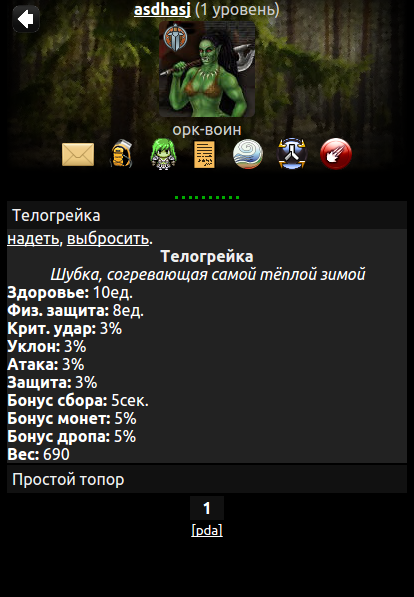 asdhasj (1 уровень)
орк-воин
Телогрейка
надеть, выбросить.
Телогрейка
Шубка, согревающая самой тёплой зимой
Здоровье: 10ед.
Физ. защита: 8ед.
Крит. удар: 3%
Уклон: 3%
Атака: 3%
Защита: 3%
Бонус сбора: 5сек.
Бонус монет: 5%
Бонус дропа: 5%
Вес: 690
Простой топор
1
[pda]